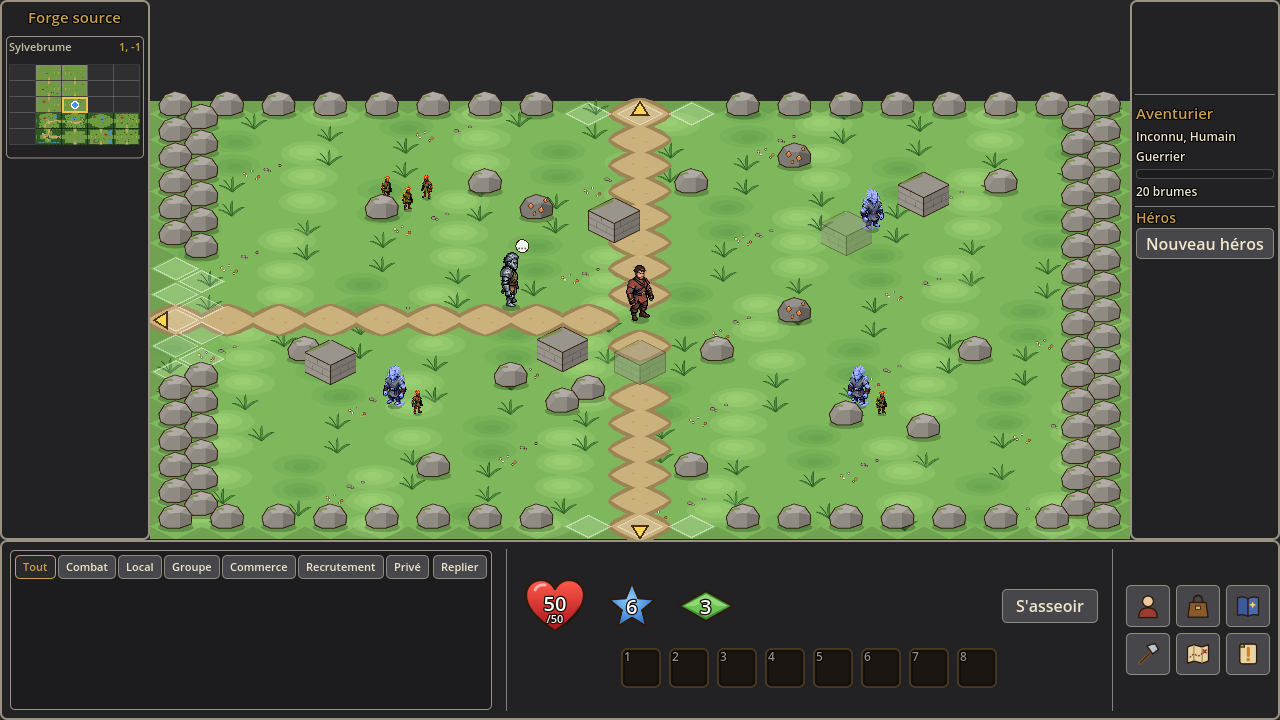 Forge source
Sylvebrume 1, -1
Aventurier
Inconnu, Humain
Guerrier
20 brumes
Héros
Nouveau héros
...
Tout Combat Local Groupe Commerce Recrutement Privé Replier
50
/50
6
3
S'asseoir
1 2 3 4 5 6 7 8